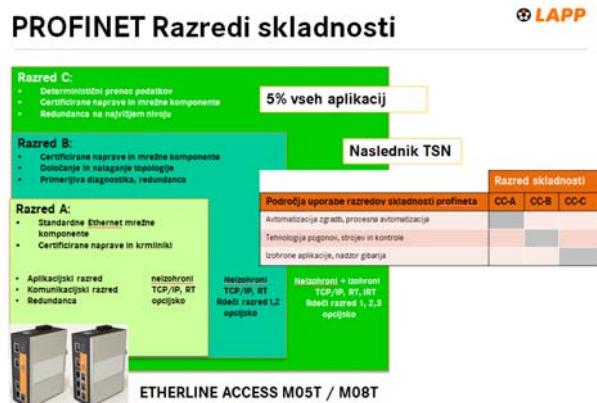 PROFINET Razredi skladnosti
LAPP
Razred C:
• Deterministični prenos podatkov
• Certificirane naprave in mrežne komponente
• Redundanca na najvišjem nivoju
5% vseh aplikacij
Razred B:
• Certificirane naprave in mrežne komponente
• Določanje in nalaganje topologije
• Primerljiva diagnostika, redundanca
Naslednik TSN
Razred skladnosti
Področja uporabe razredov skladnosti profineta CC-A CC-B CC-C
Avtomatizacija zgradb, procesna avtomatizacija
Tehnologija pogonov, strojev in kontrole
Izohrone aplikacije, nadzor gibanja
Razred A:
• Standardne Ethernet mrežne
komponente
• Certificirane naprave in krmilniki
• Aplikacijski razred neizohroni Neizohroni Neizohroni + Izohroni
• Komunikacijski razred TCP/IP, RT TCP/IP, RT TCP/IP, RT, IRT
• Redundanca opcijsko Rdeči razred 1,2 Rdeči razred 1, 2,3
opcijsko opcijsko
ETHERLINE ACCESS M05T / M08T